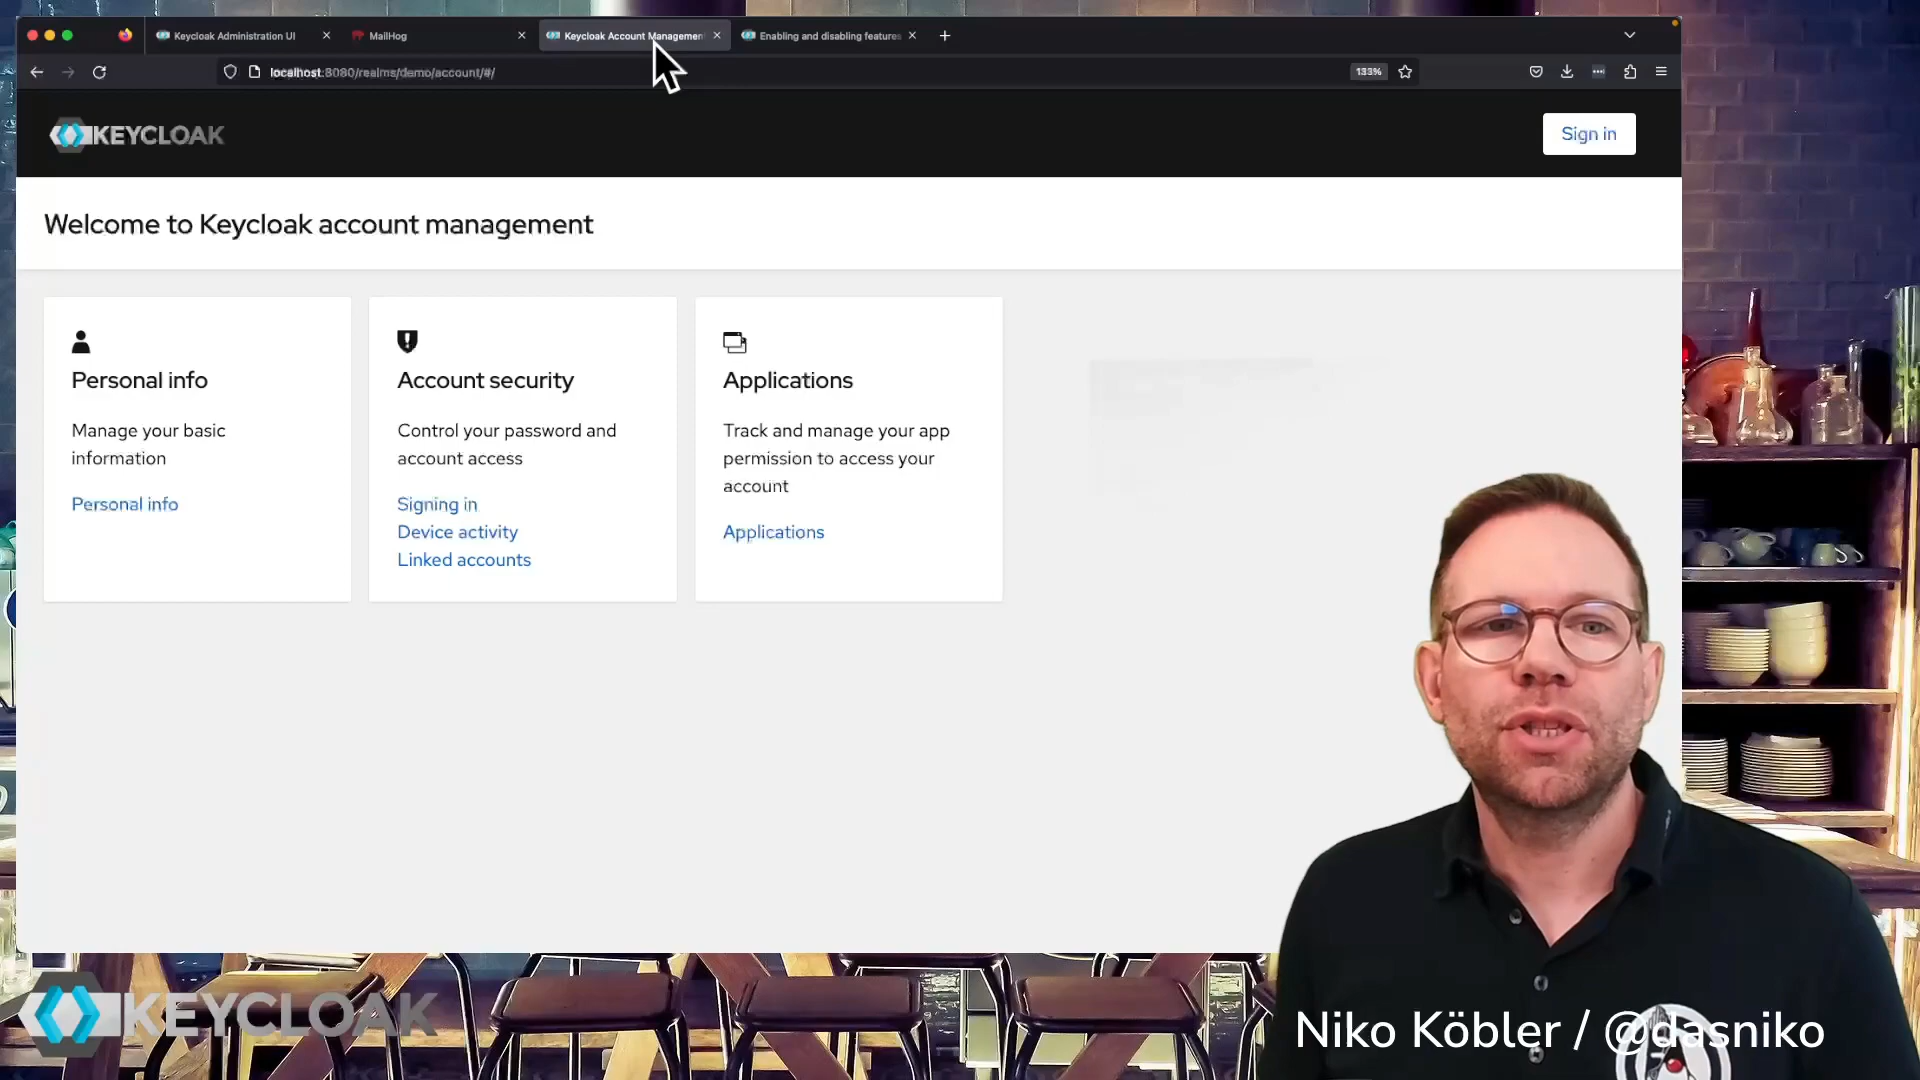 Keycloak Administration UI
MailHog
Keycloak Account Managemen
Enabling and disabling features
localhost:8080/realms/demo/account/#/
133%
KEYCLOAK
Sign in
Welcome to Keycloak account management
Personal info
Manage your basic
information
Personal info
Account security
Control your password and
account access
Signing in
Device activity
Linked accounts
Applications
Track and manage your app
permission to access your
account
Applications
KEYCLOAK
Niko Köbler / @dasniko